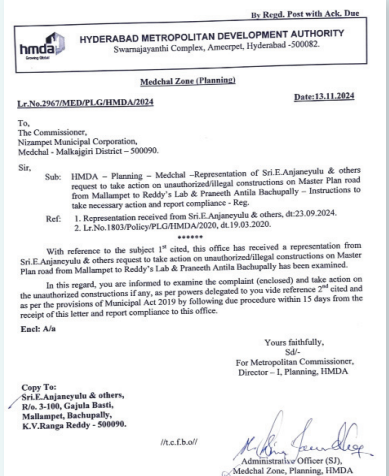 By Regd. Post with Ack. Due
hmda
HYDERABAD METROPOLITAN DEVELOPMENT AUTHORITY
Swarnajayanthi Complex, Ameerpet, Hyderabad -500082.
Medchal Zone (Planning)
Lr.No.2967/MED/PLG/HMDA/2024
Date:13.11.2024
To,
The Commissioner,
Nizampet Municipal Corporation,
Medchal - Malkajgiri District – 500090.
Sir,
Sub: HMDA – Planning – Medchal –Representation of Sri.E.Anjaneyulu & others
request to take action on unauthorized/illegal constructions on Master Plan road
from Mallampet to Reddy's Lab & Praneeth Antila Bachupally – Instructions to
take necessary action and report compliance - Reg.
Ref: 1. Representation received from Sri.E.Anjaneyulu & others, dt:23.09.2024.
2. Lr.No.1803/Policy/PLG/HMDA/2020, dt.19.03.2020.
******
With reference to the subject 1st cited, this office has received a representation from
Sri.E.Anjaneyulu & others request to take action on unauthorized/illegal constructions on Master
Plan road from Mallampet to Reddy's Lab & Praneeth Antila Bachupally has been examined.
In this regard, you are informed to examine the complaint (enclosed) and take action on
the unauthorized constructions if any, as per powers delegated to you vide reference 2nd cited and
as per the provisions of Municipal Act 2019 by following due procedure within 15 days from the
receipt of this letter and report compliance to this office.
Encl: A/a
Yours faithfully,
Sd/-
For Metropolitan Commissioner,
Director – I, Planning, HMDA
Copy To:
Sri.E.Anjaneyulu & others,
R/o. 3-100, Gajula Basti,
Mallampet, Bachupally,
K.V.Ranga Reddy - 500090.
//t.c.f.b.o//
Administrative Officer (SJ),
Medchal Zone, Planning, HMDA